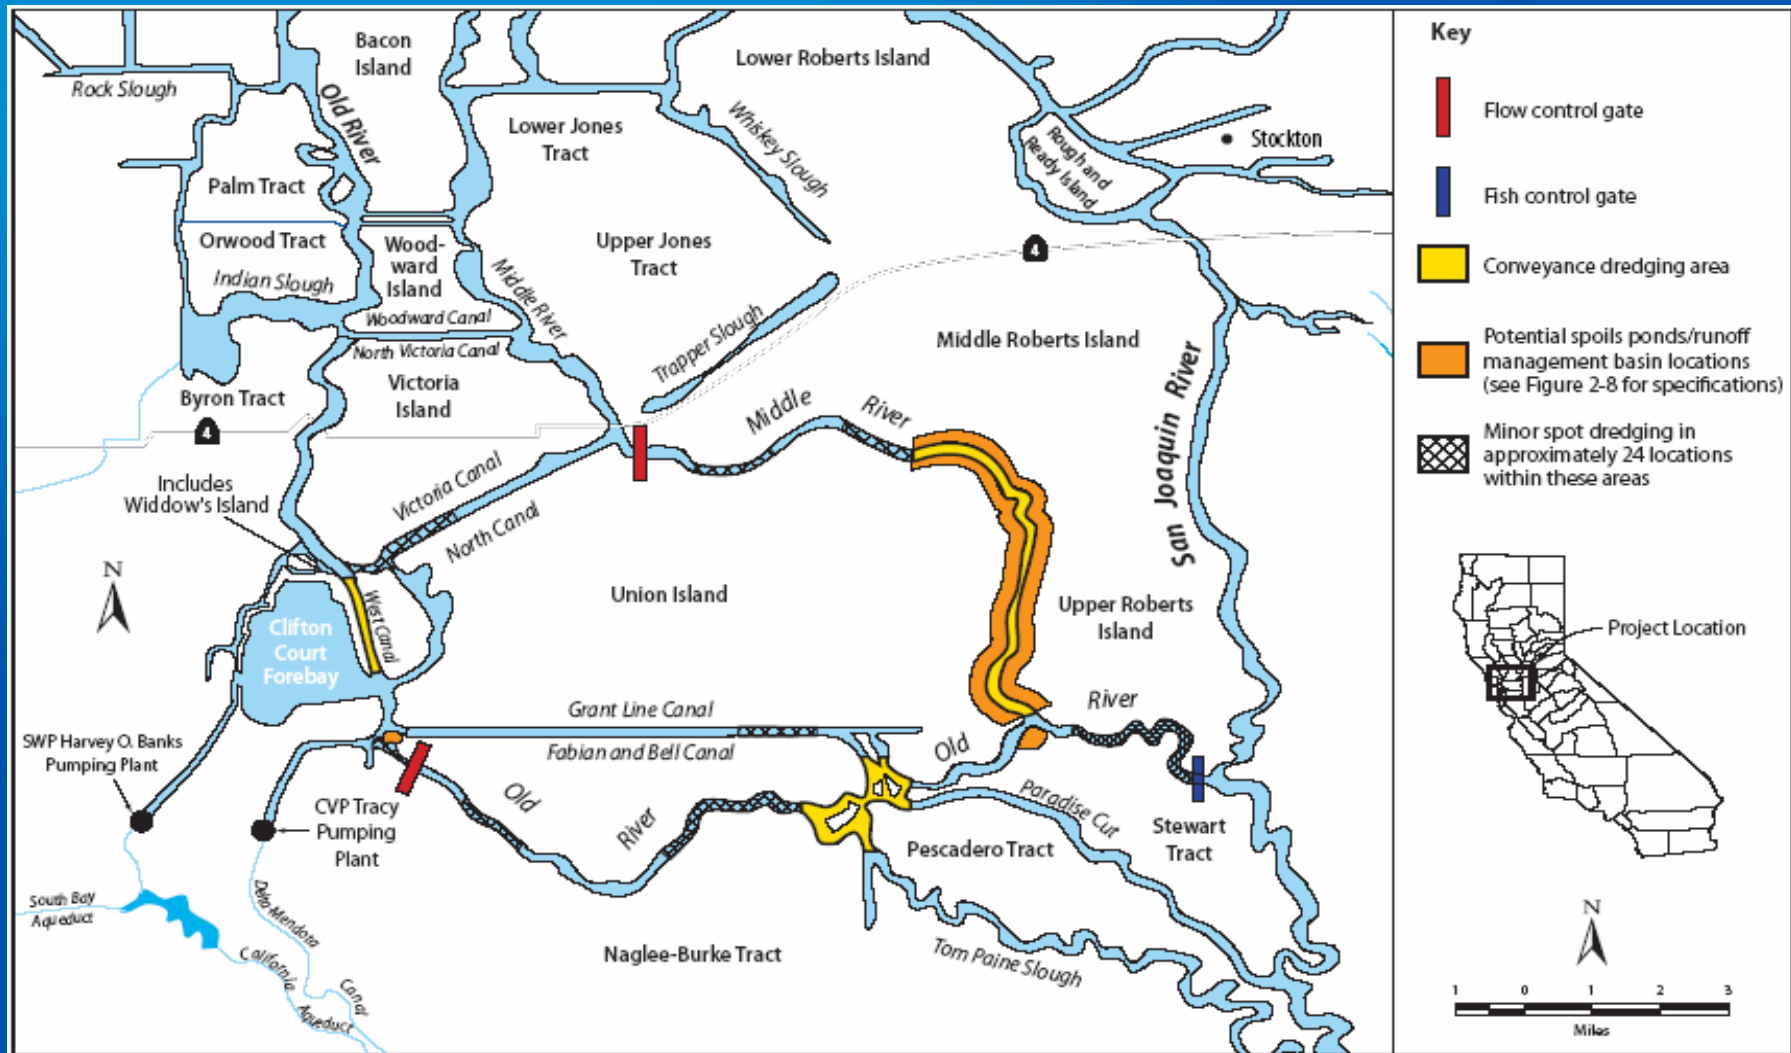 Bacon
Island
Lower Roberts Island
Rock Slough
Old River
Lower Jones
Tract
Whiskey Slough
4
Rough and
Ready Island
Stockton
Palm Tract
Orwood Tract
Wood-
ward
Island
Upper Jones
Tract
4
Indian Slough
Middle River
Woodward Canal
North Victoria Canal
Trapper Slough
Middle Roberts Island
Victoria
Island
Byron Tract
4
Middle
River
San Joaquin River
Includes
Widdow's Island
Victoria Canal
North Canal
N
Union Island
West Canal
Upper Roberts
Island
Clifton
Court
Forebay
Grant Line Canal
River
Fabian and Bell Canal
Old
SWP Harvey O. Banks
Pumping Plant
CVP Tracy
Pumping
Plant
Old
River
Paradise Cut
Stewart
Tract
Pescadero Tract
South Bay
Aqueduct
Delta Mendota
Canal
California
Aqueduct
Naglee-Burke Tract
Tom Paine Slough
Key
Flow control gate
Fish control gate
Conveyance dredging area
Potential spoils ponds/runoff
management basin locations
(see Figure 2-8 for specifications)
Minor spot dredging in
approximately 24 locations
within these areas
Project Location
N
1 0 1 2 3
Miles